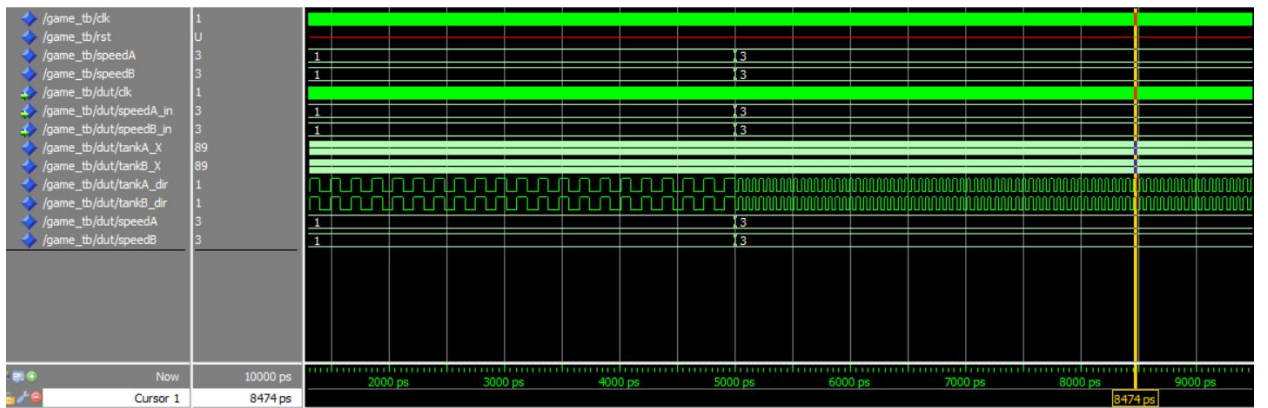 /game_tb/clk 1
/game_tb/rst U
/game_tb/speedA 3 1 3
/game_tb/speedB 3 1 3
/game_tb/dut/clk 1
/game_tb/dut/speedA_in 3 1 3
/game_tb/dut/speedB_in 3 1 3
/game_tb/dut/tankA_X 89
/game_tb/dut/tankB_X 89
/game_tb/dut/tankA_dir 1
/game_tb/dut/tankB_dir 1
/game_tb/dut/speedA 3 1 3
/game_tb/dut/speedB 3 1 3
Now 10000 ps 2000 ps 3000 ps 4000 ps 5000 ps 6000 ps 7000 ps 8000 ps 9000 ps
Cursor 1 8474 ps 8474 ps